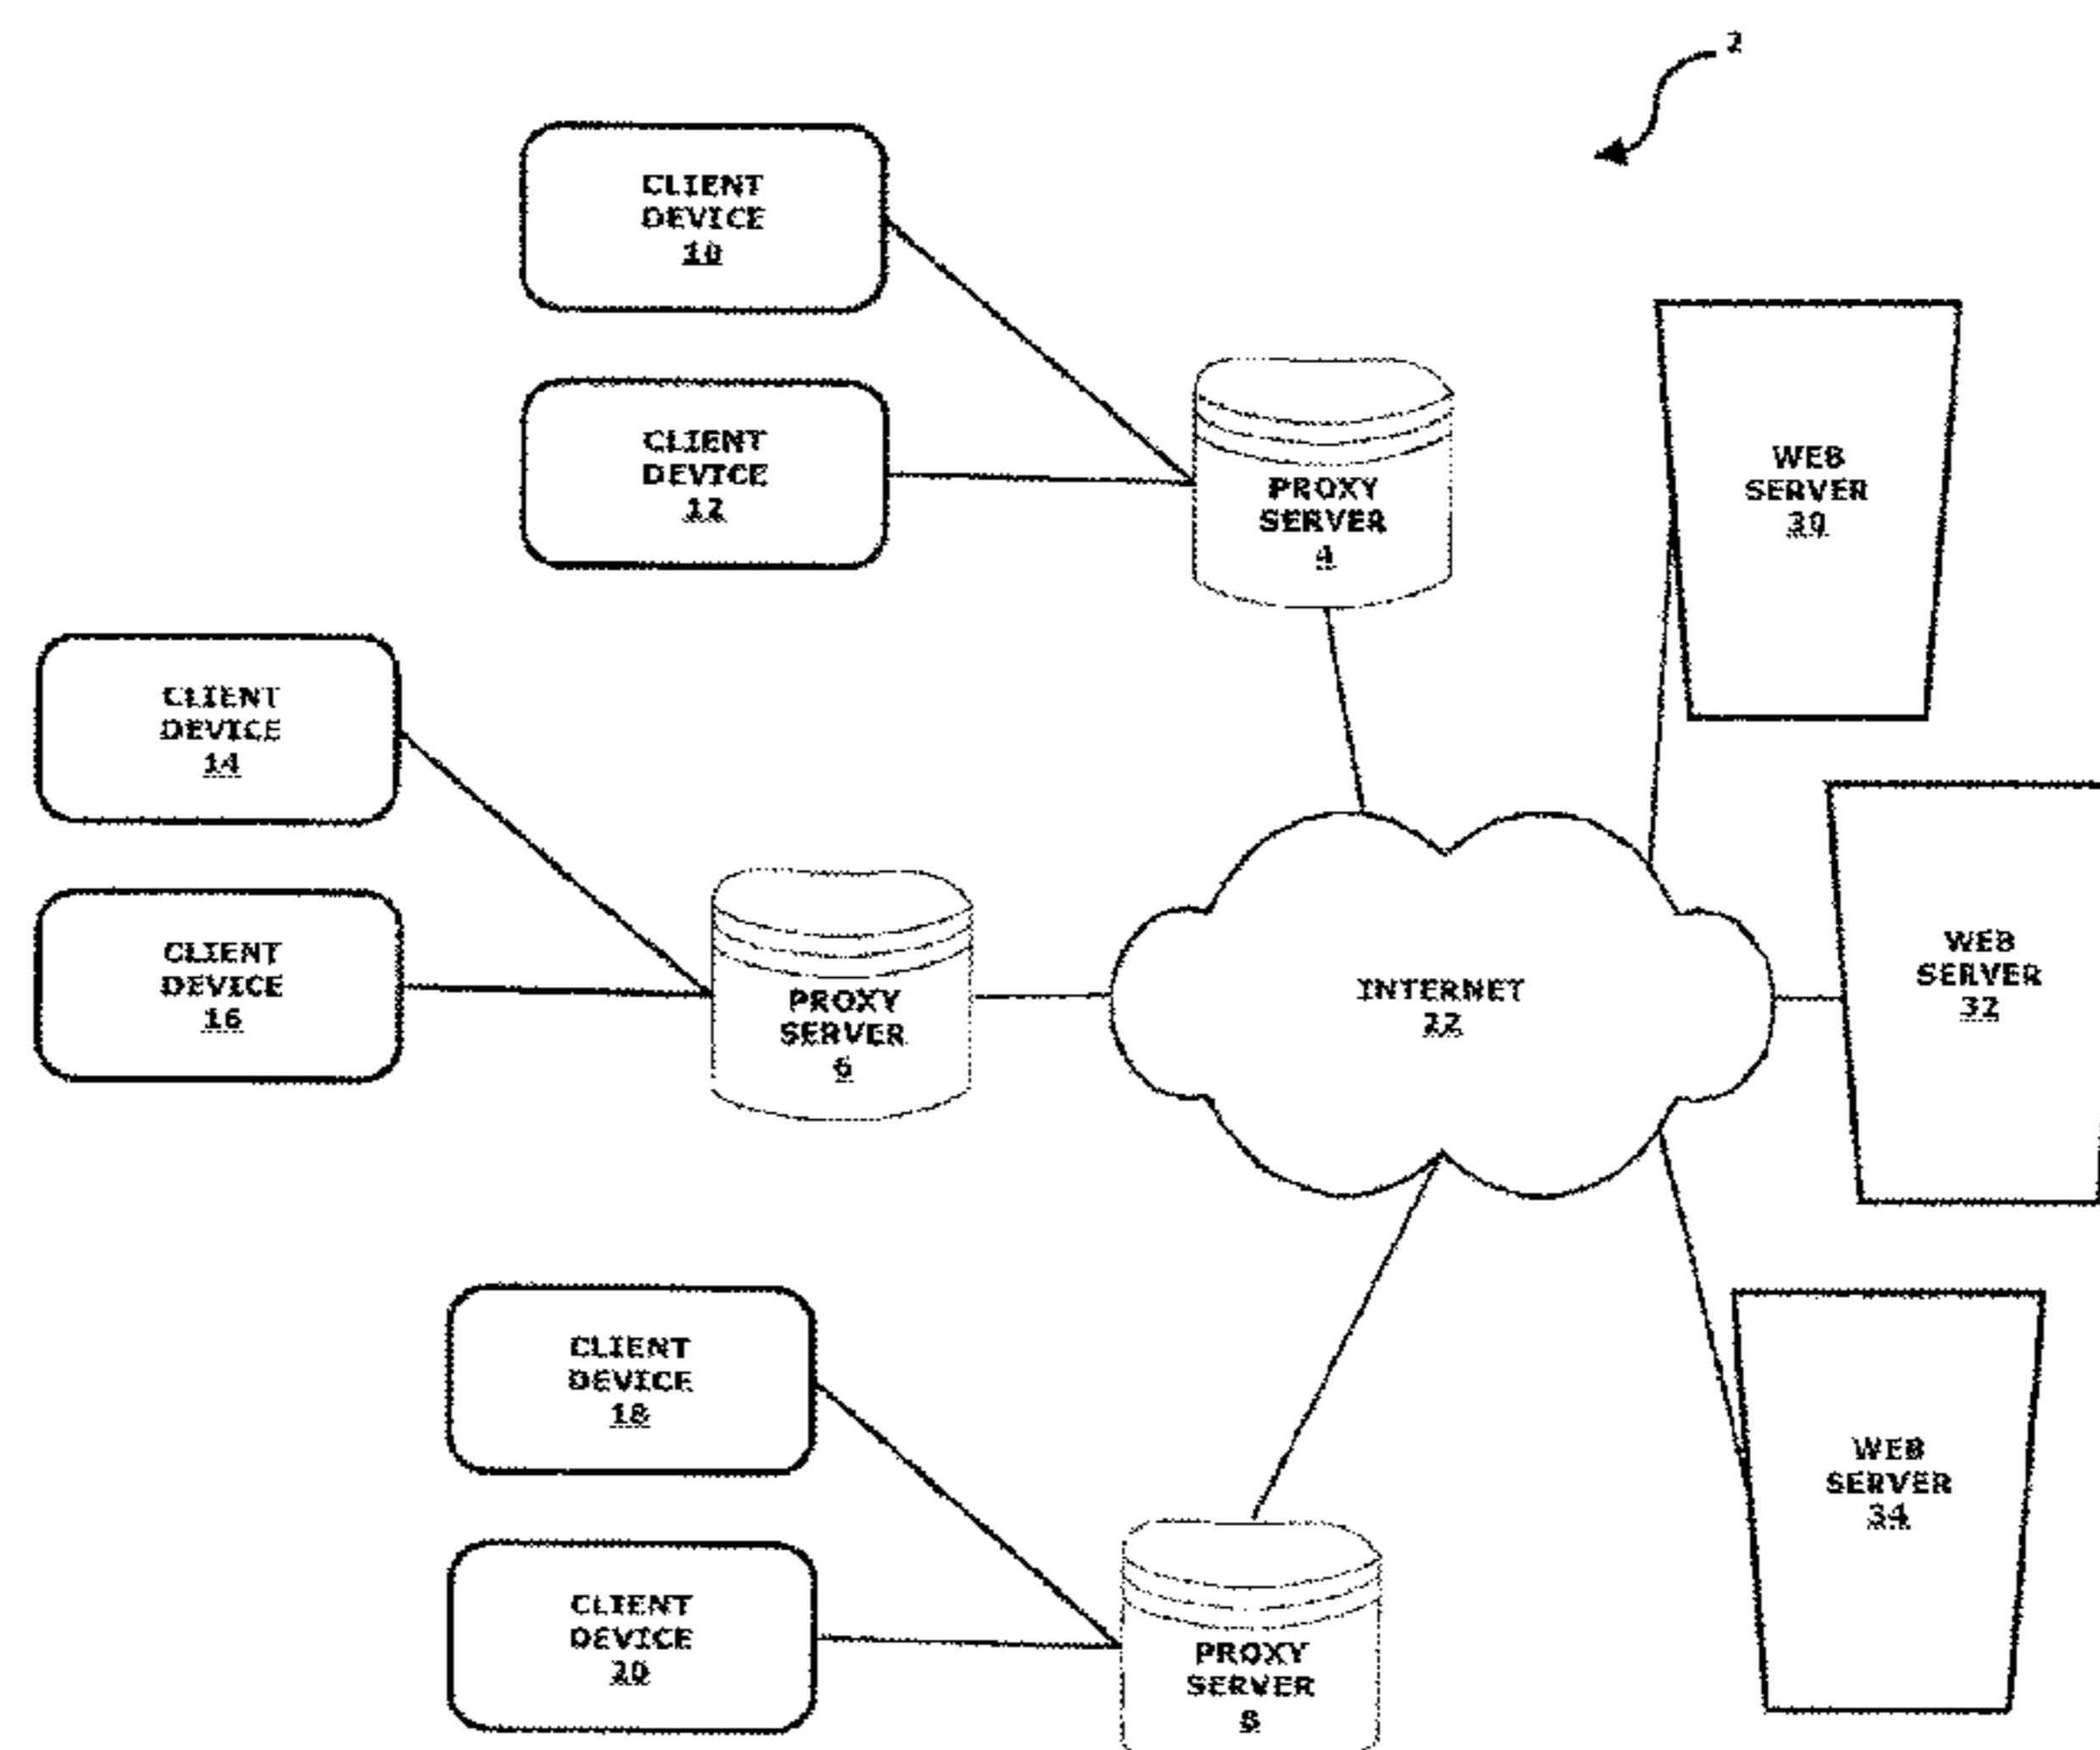 2
CLIENT
DEVICE
10
CLIENT
DEVICE
12
PROXY
SERVER
4
WEB
SERVER
30
CLIENT
DEVICE
14
CLIENT
DEVICE
16
PROXY
SERVER
6
INTERNET
22
WEB
SERVER
32
CLIENT
DEVICE
18
CLIENT
DEVICE
20
PROXY
SERVER
8
WEB
SERVER
34